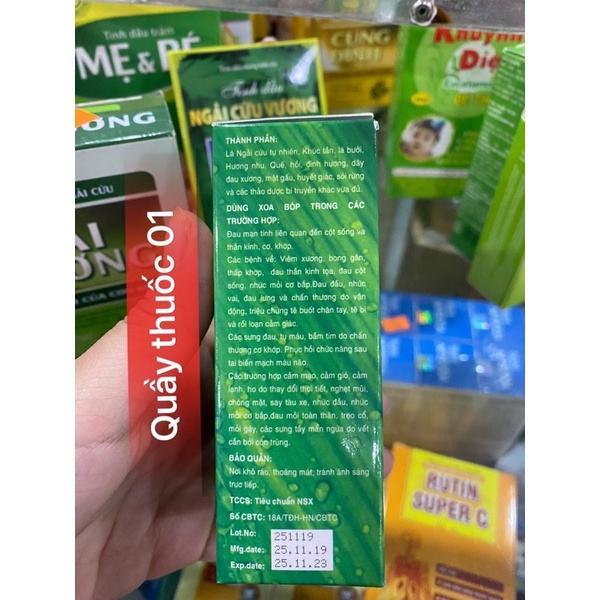 Tinh dầu tràm
MẸ & BÉ
Tinh dầu
NGẢI CỨU VƯƠNG
CUNG
ĐÌNH
Quầy thuốc 01
THÀNH PHẦN:
Lá Ngải cứu tự nhiên, Khúc tần, lá bưởi,
Hương nhu. Quế, hồi, định hương, dây
đau xương, mật gấu, huyết giác, sói rừng
và các thảo dược bí truyền khác vừa đủ.
DÙNG XOA BÓP TRONG CÁC
TRƯỜNG HỢP:
Đau mạn tính liên quan đến cột sống và
thần kinh, cơ, khớp.
Các bệnh về: Viêm xương, bong gân,
thấp khớp, đau thần kinh tọa, đau cột
sống, nhức mỏi cơ bắp.Đau đầu, nhức
vai, đau lưng và chấn thương do vận
động, triệu chứng tê buốt chân tay, tê bì
và rối loạn cảm giác.
Các sưng đau, tụ máu, bầm tím do chấn
thương cơ khớp. Phục hồi chức năng sau
tai biến mạch máu não.
Các trường hợp cảm mạo, cảm gió, cảm
lạnh, ho do thay đổi thời tiết, nghẹt mũi,
chóng mặt, say tàu xe, nhức đầu, nhức
mỏi cơ bắp,đau mỏi toàn thân, trẹo cổ,
mỏi gáy, các sưng tấy mẩn ngứa do vết
cắn bởi côn trùng.
BẢO QUẢN:
Nơi khô ráo, thoáng mát, tránh ánh sáng
trực tiếp.
TCCS: Tiêu chuẩn NSX
Số CBTC: 18A/TĐH-HN/CBTC
Lot.No: 251119
Mfg.date: 25.11.19
Exp.date: 25.11.23
RUTIN
SUPER C